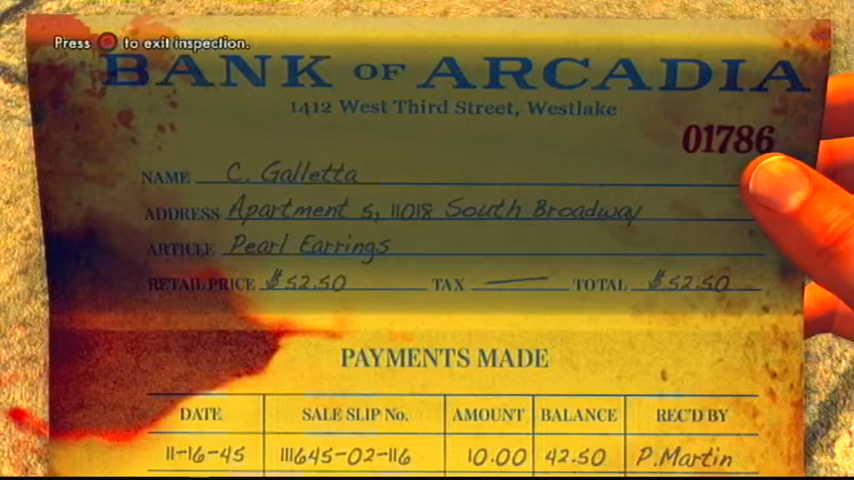 Press to exit inspection.
BANK OF ARCADIA
1412 West Third Street, Westlake
01786
NAME C. Galletta
ADDRESS Apartment 5, 11018 South Broadway
ARTICLE Pearl Earrings
RETAIL PRICE $52.50 TAX — TOTAL $52.50
PAYMENTS MADE
DATE SALE SLIP No. AMOUNT BALANCE REC'D BY
11-16-45 111645-02-116 10.00 42.50 P.Martin